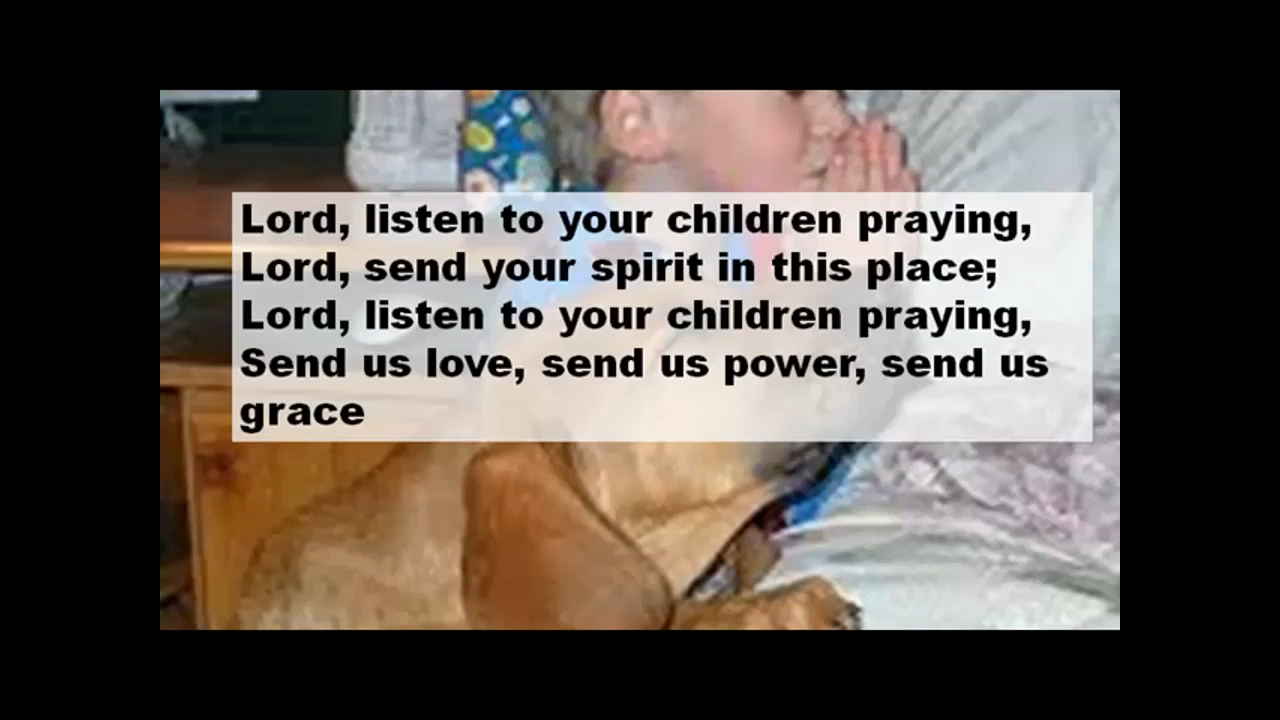 Lord, listen to your children praying,
Lord, send your spirit in this place;
Lord, listen to your children praying,
Send us love, send us power, send us
grace